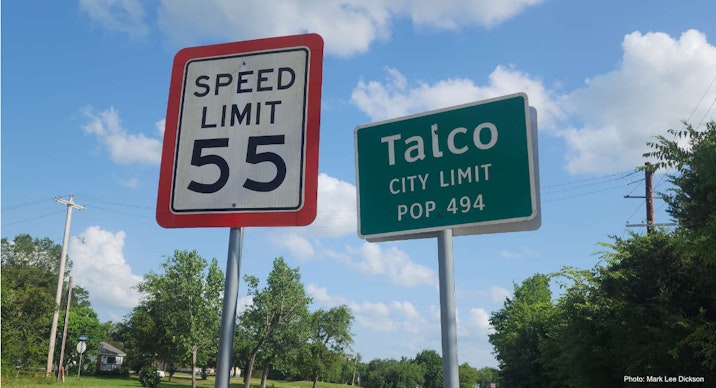 SPEED
LIMIT
55
Talco
CITY LIMIT
POP 494
Photo: Mark Lee Dickson